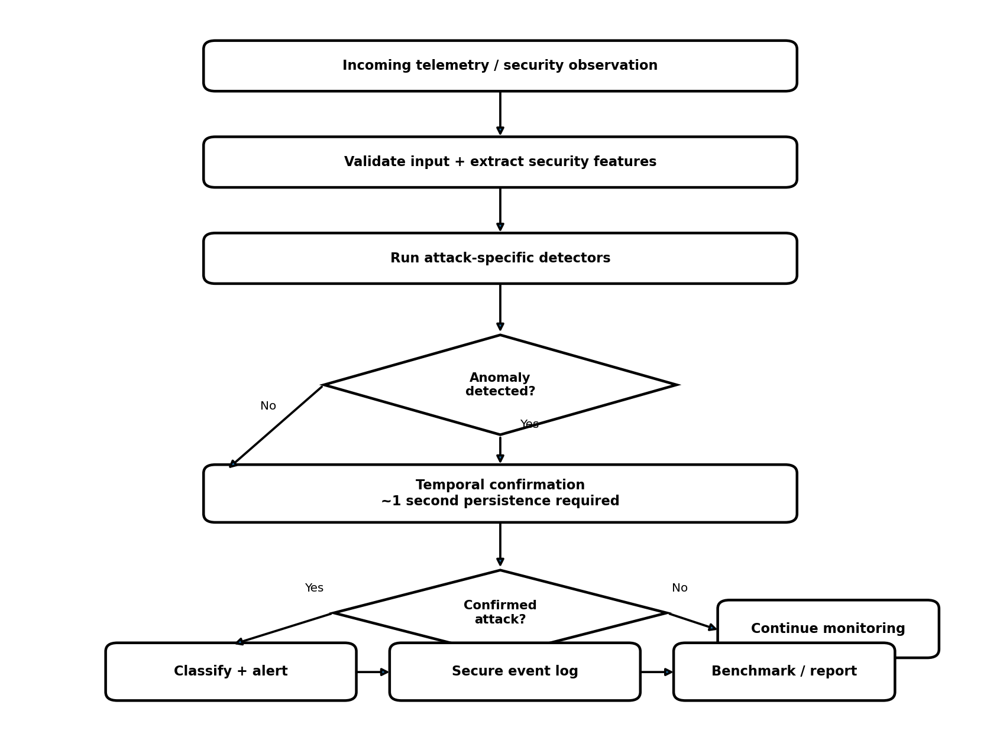 Incoming telemetry / security observation
Validate input + extract security features
Run attack-specific detectors
Anomaly
detected?
No
Yes
Temporal confirmation
~1 second persistence required
Yes
No
Confirmed
attack?
Continue monitoring
Classify + alert
Secure event log
Benchmark / report